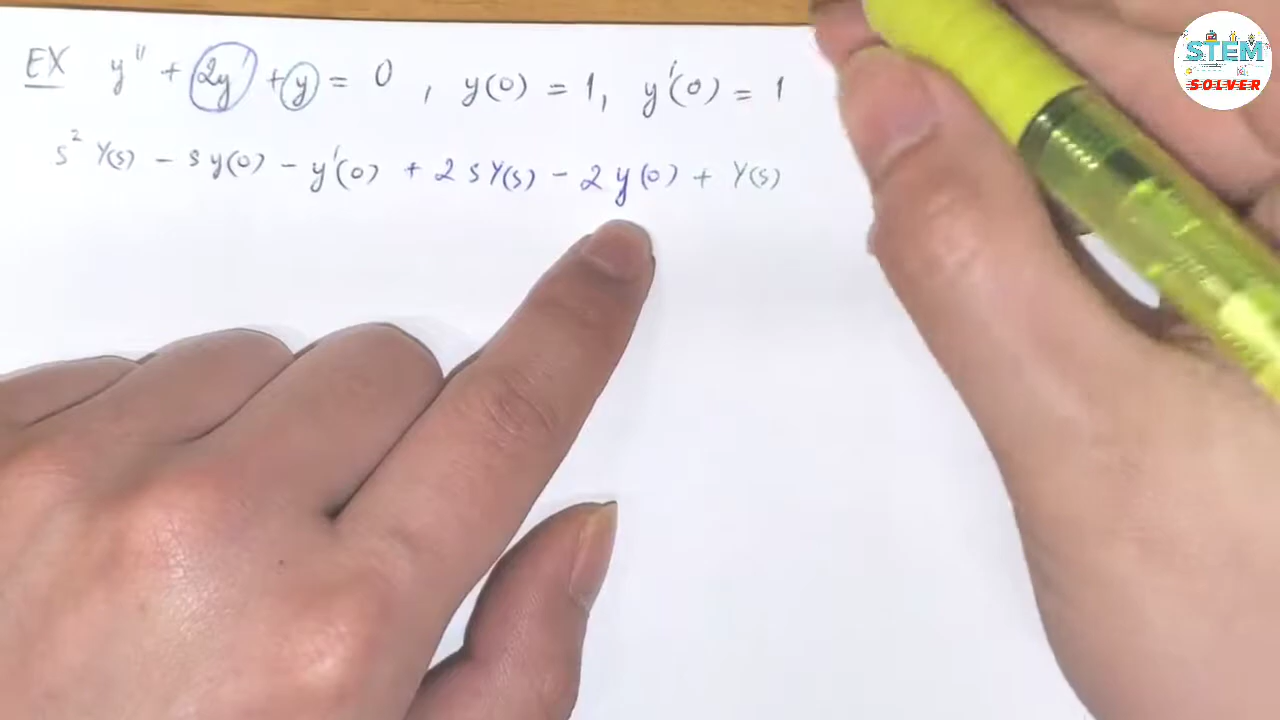 EX y'' + 2y' + y = 0 , y(0) = 1, y'(0) = 1
s² Y(s) - s y(0) - y'(0) + 2 s Y(s) - 2 y(0) + Y(s)
STEM
SOLVER